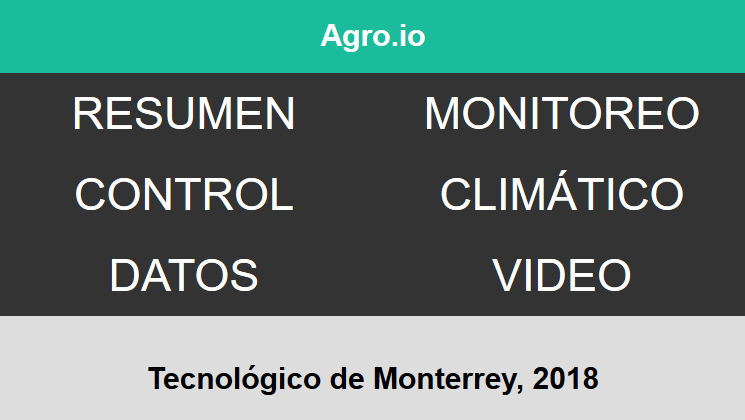 Agro.io
RESUMEN
MONITOREO
CONTROL
CLIMÁTICO
DATOS
VIDEO
Tecnológico de Monterrey, 2018